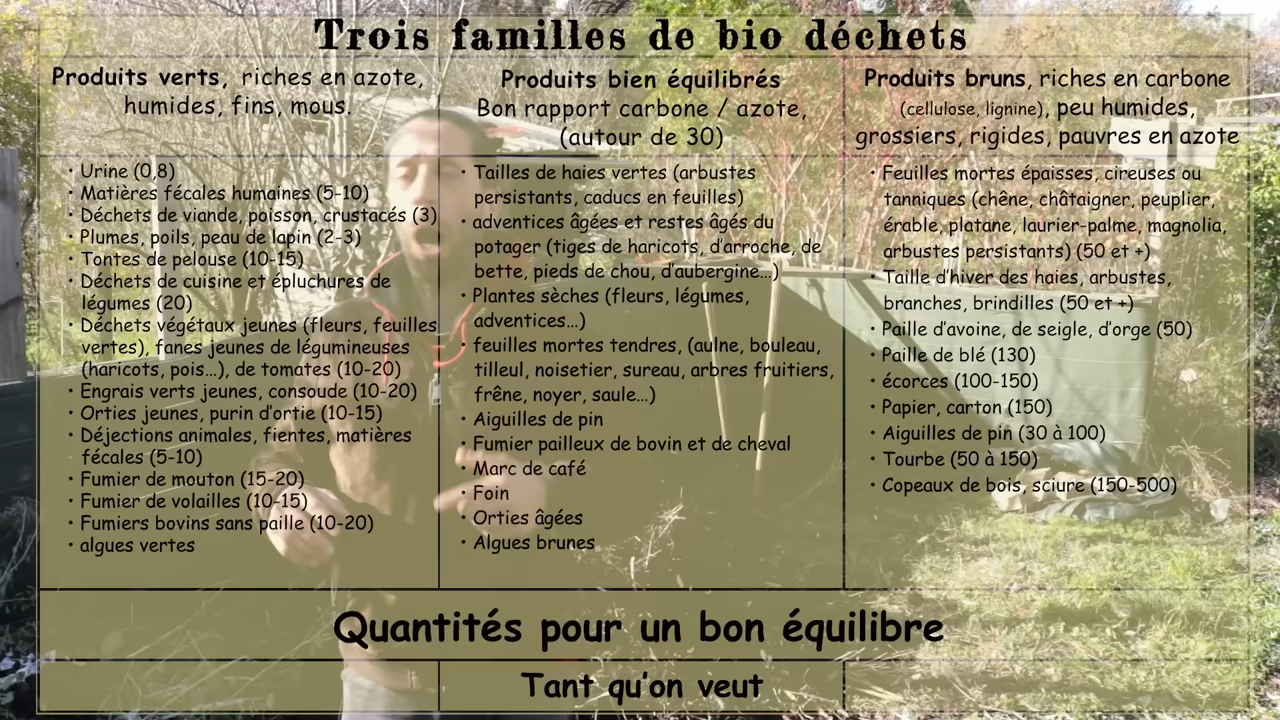 Trois familles de bio déchets
Produits verts, riches en azote,
humides, fins, mous.
• Urine (0,8)
• Matières fécales humaines (5-10)
• Déchets de viande, poisson, crustacés (3)
• Plumes, poils, peau de lapin (2-3)
• Tontes de pelouse (10-15)
• Déchets de cuisine et épluchures de
légumes (20)
• Déchets végétaux jeunes (fleurs, feuilles
vertes), fanes jeunes de légumineuses
(haricots, pois...), de tomates (10-20)
• Engrais verts jeunes, consoude (10-20)
• Orties jeunes, purin d'ortie (10-15)
• Déjections animales, fientes, matières
fécales (5-10)
• Fumier de mouton (15-20)
• Fumier de volailles (10-15)
• Fumiers bovins sans paille (10-20)
• algues vertes
Produits bien équilibrés
Bon rapport carbone / azote,
(autour de 30)
• Tailles de haies vertes (arbustes
persistants, caducs en feuilles)
• adventices âgées et restes âgés du
potager (tiges de haricots, d'arroche, de
bette, pieds de chou, d'aubergine...)
• Plantes sèches (fleurs, légumes,
adventices...)
• feuilles mortes tendres, (aulne, bouleau,
tilleul, noisetier, sureau, arbres fruitiers,
frêne, noyer, saule...)
• Aiguilles de pin
• Fumier pailleux de bovin et de cheval
• Marc de café
• Foin
• Orties âgées
• Algues brunes
Produits bruns, riches en carbone
(cellulose, lignine), peu humides,
grossiers, rigides, pauvres en azote
• Feuilles mortes épaisses, cireuses ou
tanniques (chêne, châtaigner, peuplier,
érable, platane, laurier-palme, magnolia,
arbustes persistants) (50 et +)
• Taille d'hiver des haies, arbustes,
branches, brindilles (50 et +)
• Paille d'avoine, de seigle, d'orge (50)
• Paille de blé (130)
• écorces (100-150)
• Papier, carton (150)
• Aiguilles de pin (30 à 100)
• Tourbe (50 à 150)
• Copeaux de bois, sciure (150-500)
Quantités pour un bon équilibre
Tant qu'on veut